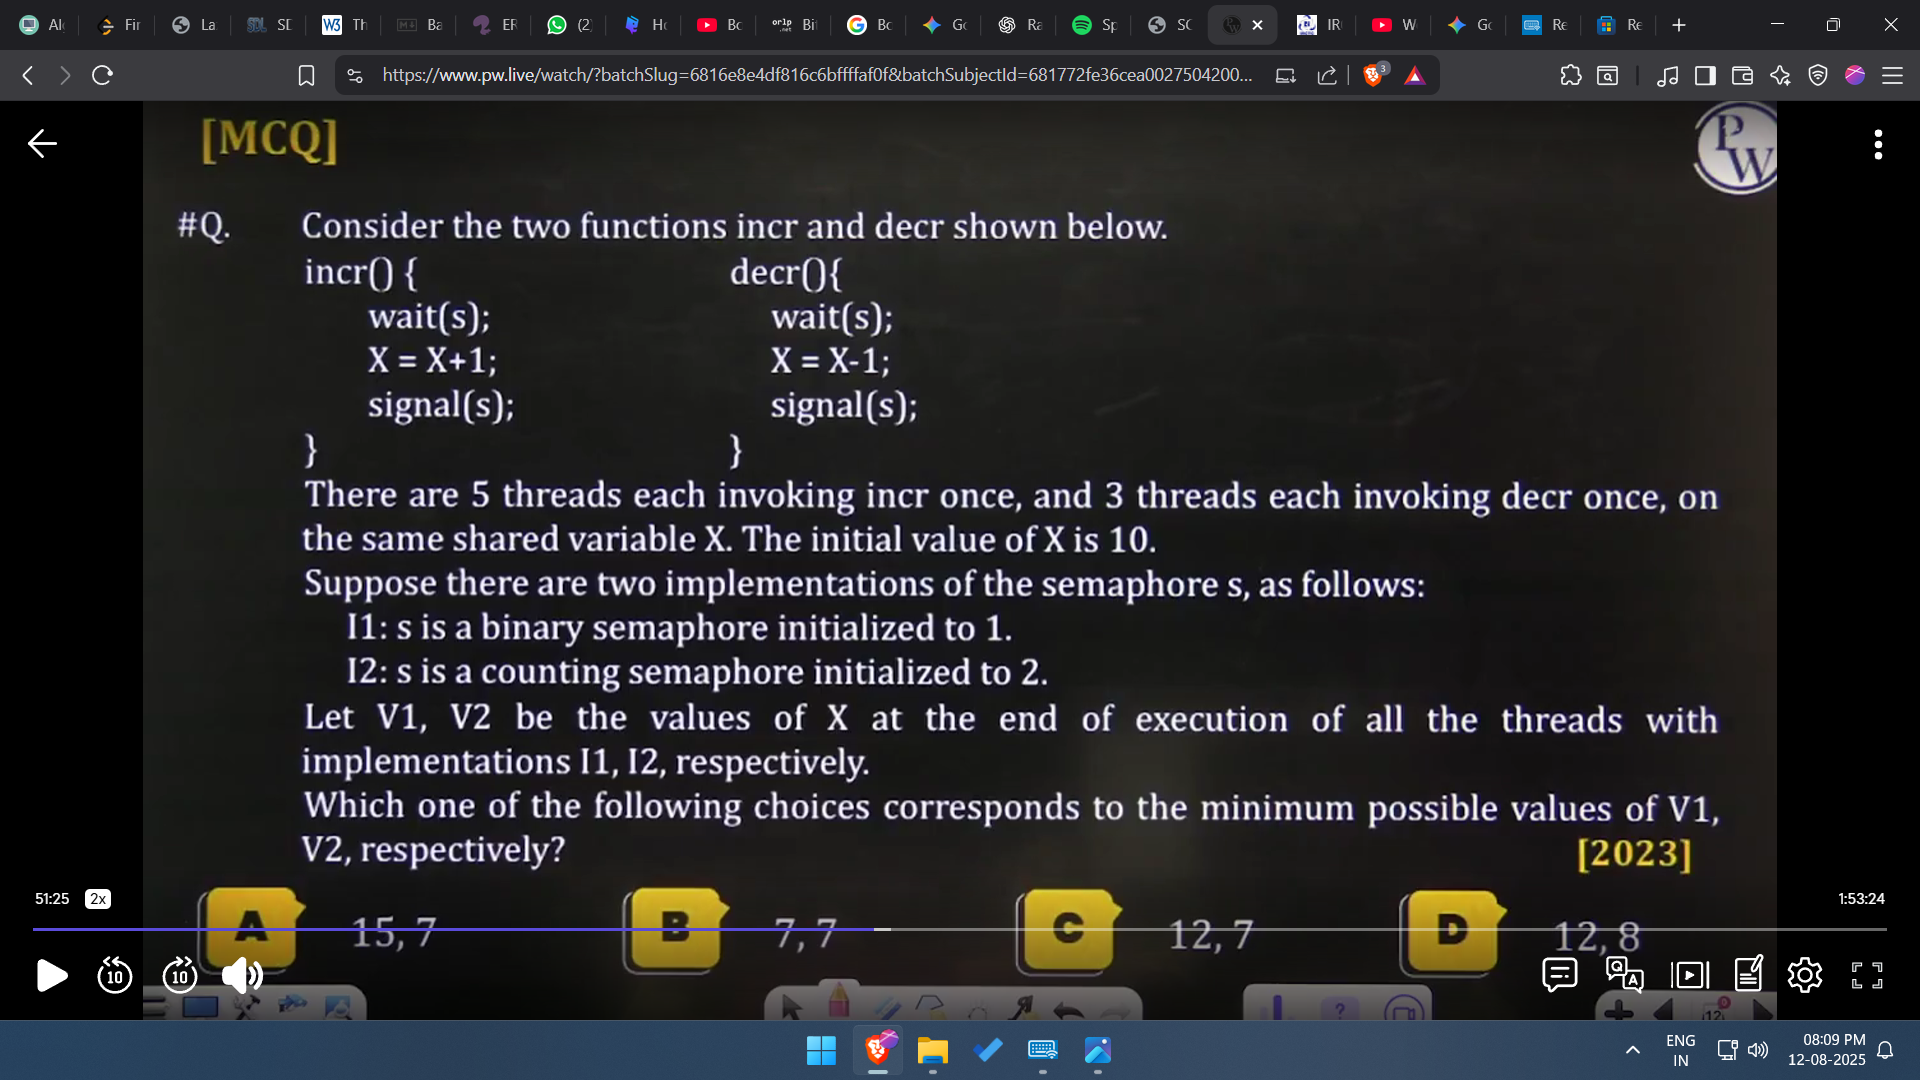 Al
Fir
La
SD
Th
Ba
ER
(2)
Ho
Bo
Bit
Bc
Go
Ra
Sp
SC
IR
W
Go
Re
Re
https://www.pw.live/watch/?batchSlug=6816e8e4df816c6bffffaf0f&batchSubjectId=681772fe36cea0027504200...
3
[MCQ]
PW
#Q. Consider the two functions incr and decr shown below.
incr() { decr(){
wait(s); wait(s);
X = X+1; X = X-1;
signal(s); signal(s);
} }
There are 5 threads each invoking incr once, and 3 threads each invoking decr once, on
the same shared variable X. The initial value of X is 10.
Suppose there are two implementations of the semaphore s, as follows:
I1: s is a binary semaphore initialized to 1.
I2: s is a counting semaphore initialized to 2.
Let V1, V2 be the values of X at the end of execution of all the threads with
implementations I1, I2, respectively.
Which one of the following choices corresponds to the minimum possible values of V1,
V2, respectively? [2023]
51:25 2x 1:53:24
A 15, 7 B 7, 7 C 12, 7 D 12, 8
10 10
ENG
IN
08:09 PM
12-08-2025